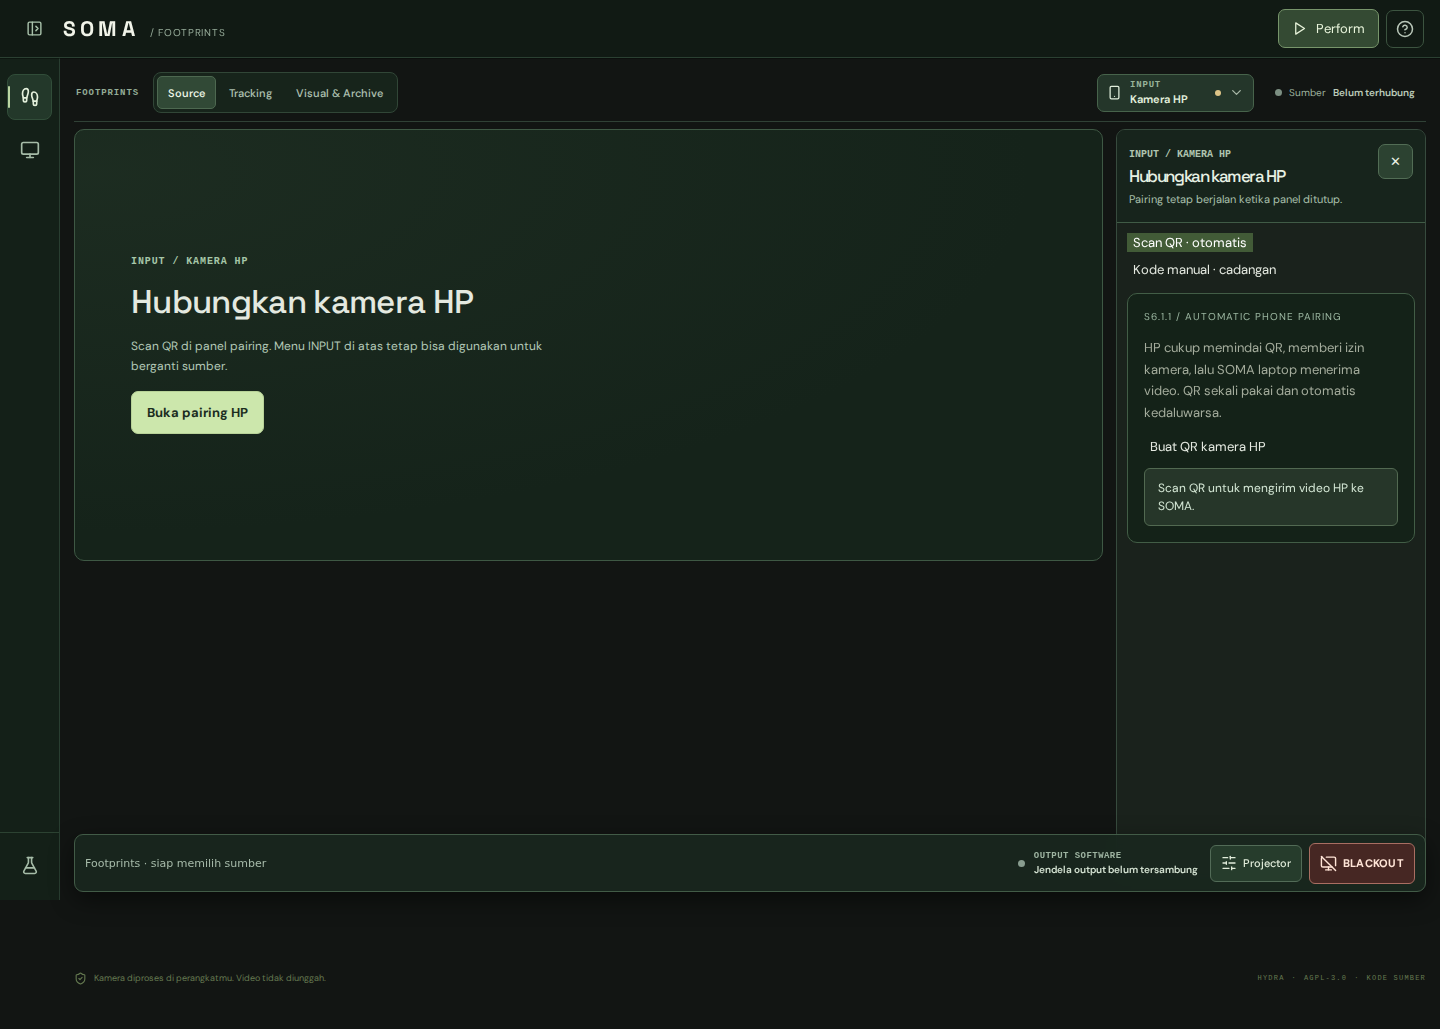 SOMA / FOOTPRINTS
Perform
FOOTPRINTS
Source
Tracking
Visual & Archive
INPUT
Kamera HP
Sumber Belum terhubung
INPUT / KAMERA HP
Hubungkan kamera HP
Scan QR di panel pairing. Menu INPUT di atas tetap bisa digunakan untuk
berganti sumber.
Buka pairing HP
INPUT / KAMERA HP
Hubungkan kamera HP
Pairing tetap berjalan ketika panel ditutup.
Scan QR · otomatis
Kode manual · cadangan
S6.1.1 / AUTOMATIC PHONE PAIRING
HP cukup memindai QR, memberi izin
kamera, lalu SOMA laptop menerima
video. QR sekali pakai dan otomatis
kedaluwarsa.
Buat QR kamera HP
Scan QR untuk mengirim video HP ke
SOMA.
Footprints · siap memilih sumber
OUTPUT SOFTWARE
Jendela output belum tersambung
Projector
BLACKOUT
Kamera diproses di perangkatmu. Video tidak diunggah.
HYDRA · AGPL-3.0 · KODE SUMBER